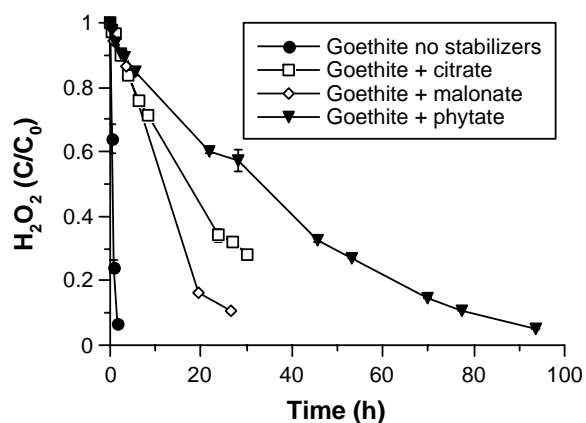 1
0.8
0.6
0.4
0.2
0
H₂O₂ (C/C₀)
Goethite no stabilizers
Goethite + citrate
Goethite + malonate
Goethite + phytate
0 20 40 60 80 100
Time (h)